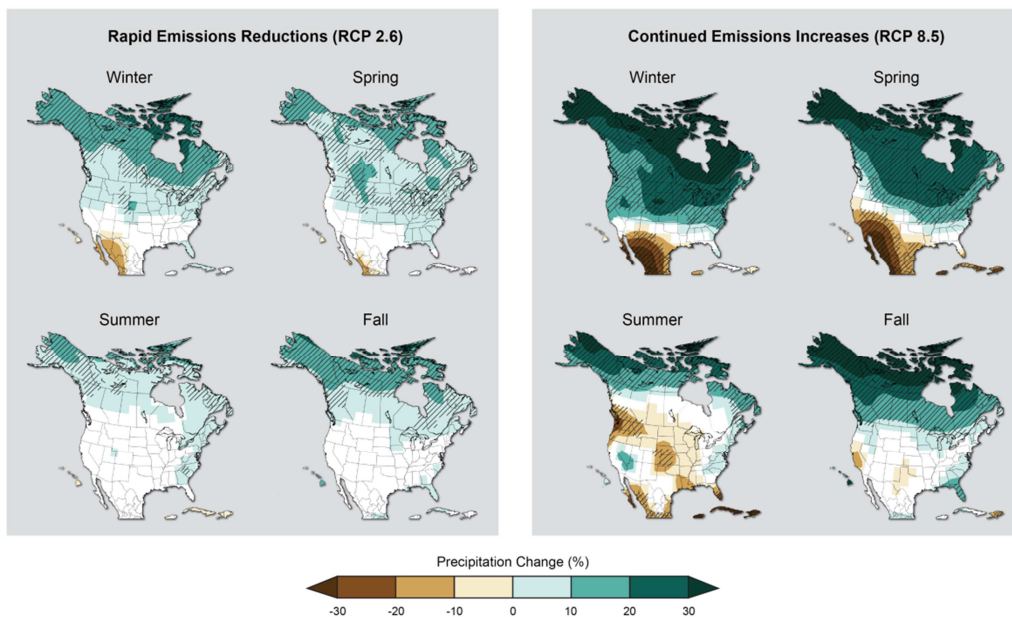 Rapid Emissions Reductions (RCP 2.6)
Winter
Spring
Summer
Fall
Continued Emissions Increases (RCP 8.5)
Winter
Spring
Summer
Fall
Precipitation Change (%)
-30 -20 -10 0 10 20 30